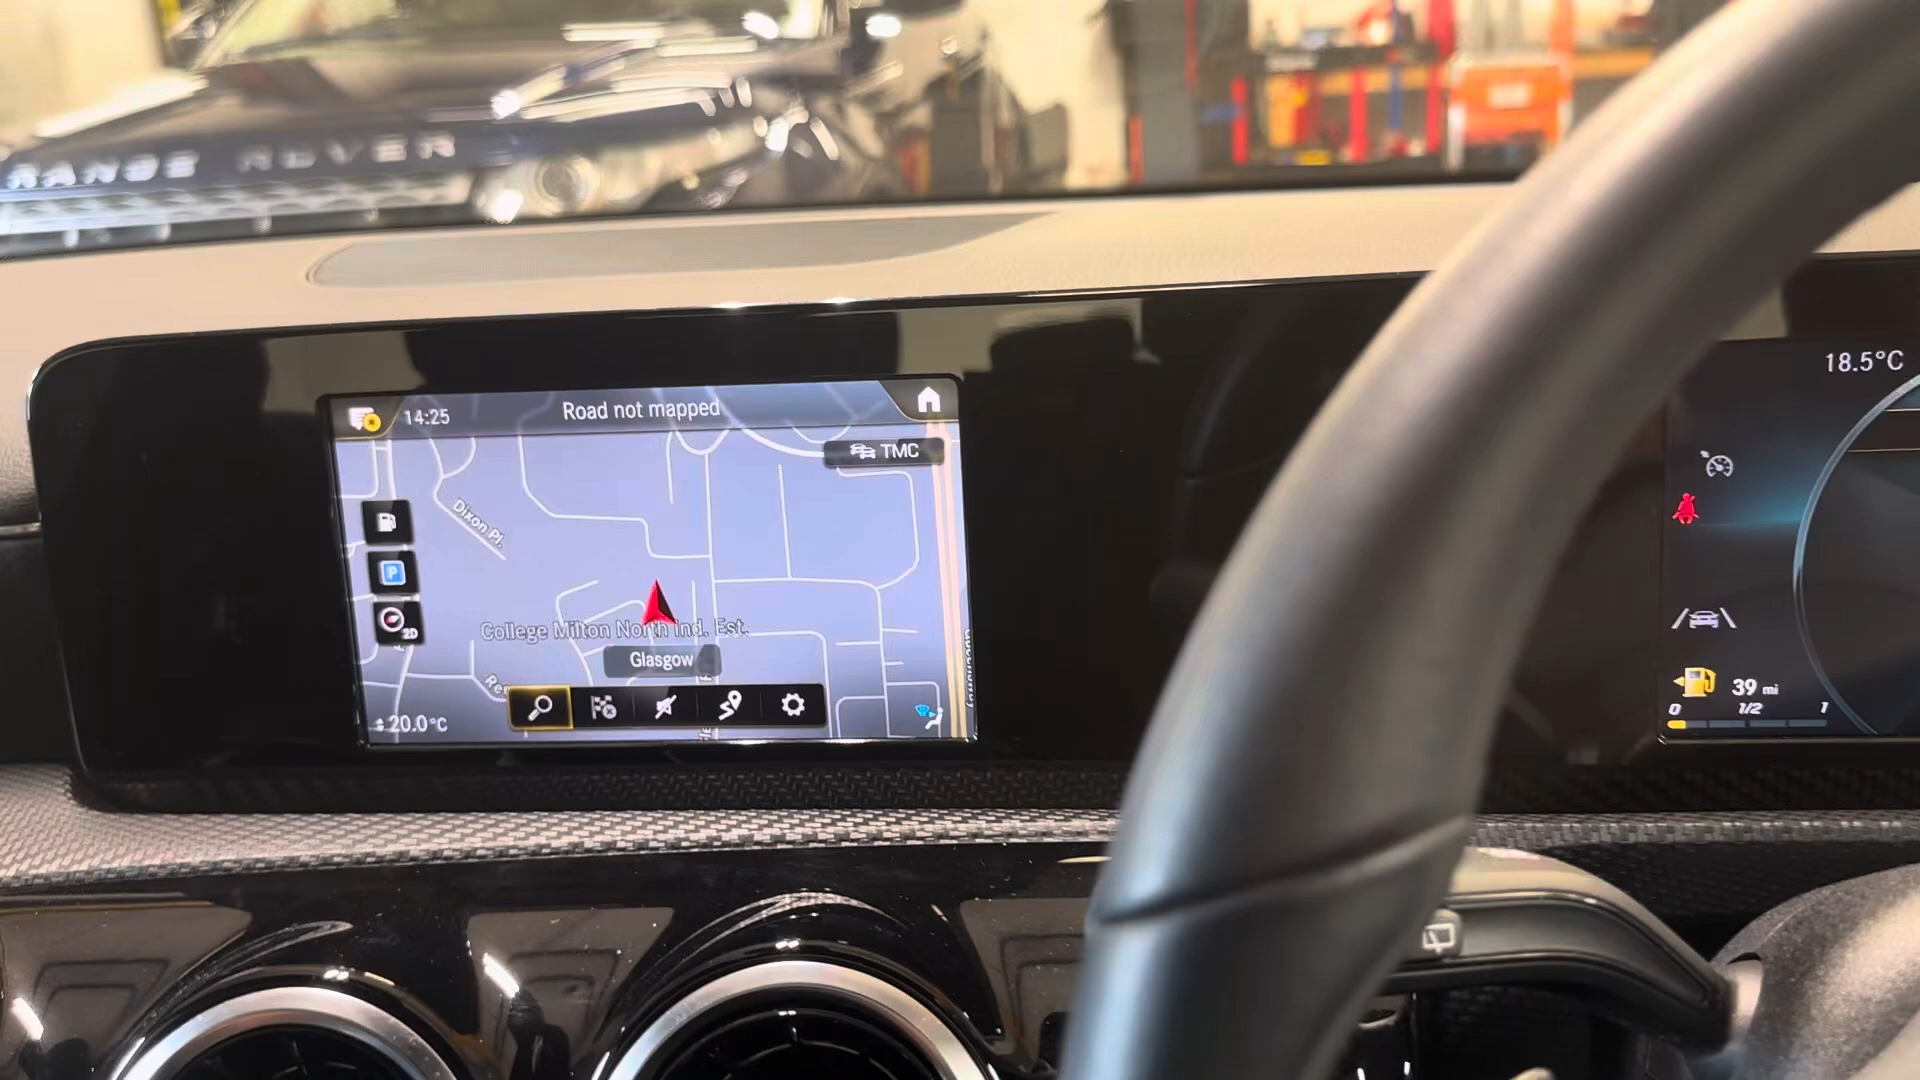 RANGE ROVER
14:25
Road not mapped
TMC
Dixon Pl.
P
2D
College Milton North Ind. Est.
Glasgow
20.0°C
18.5°C
39 mi
0 1/2 1